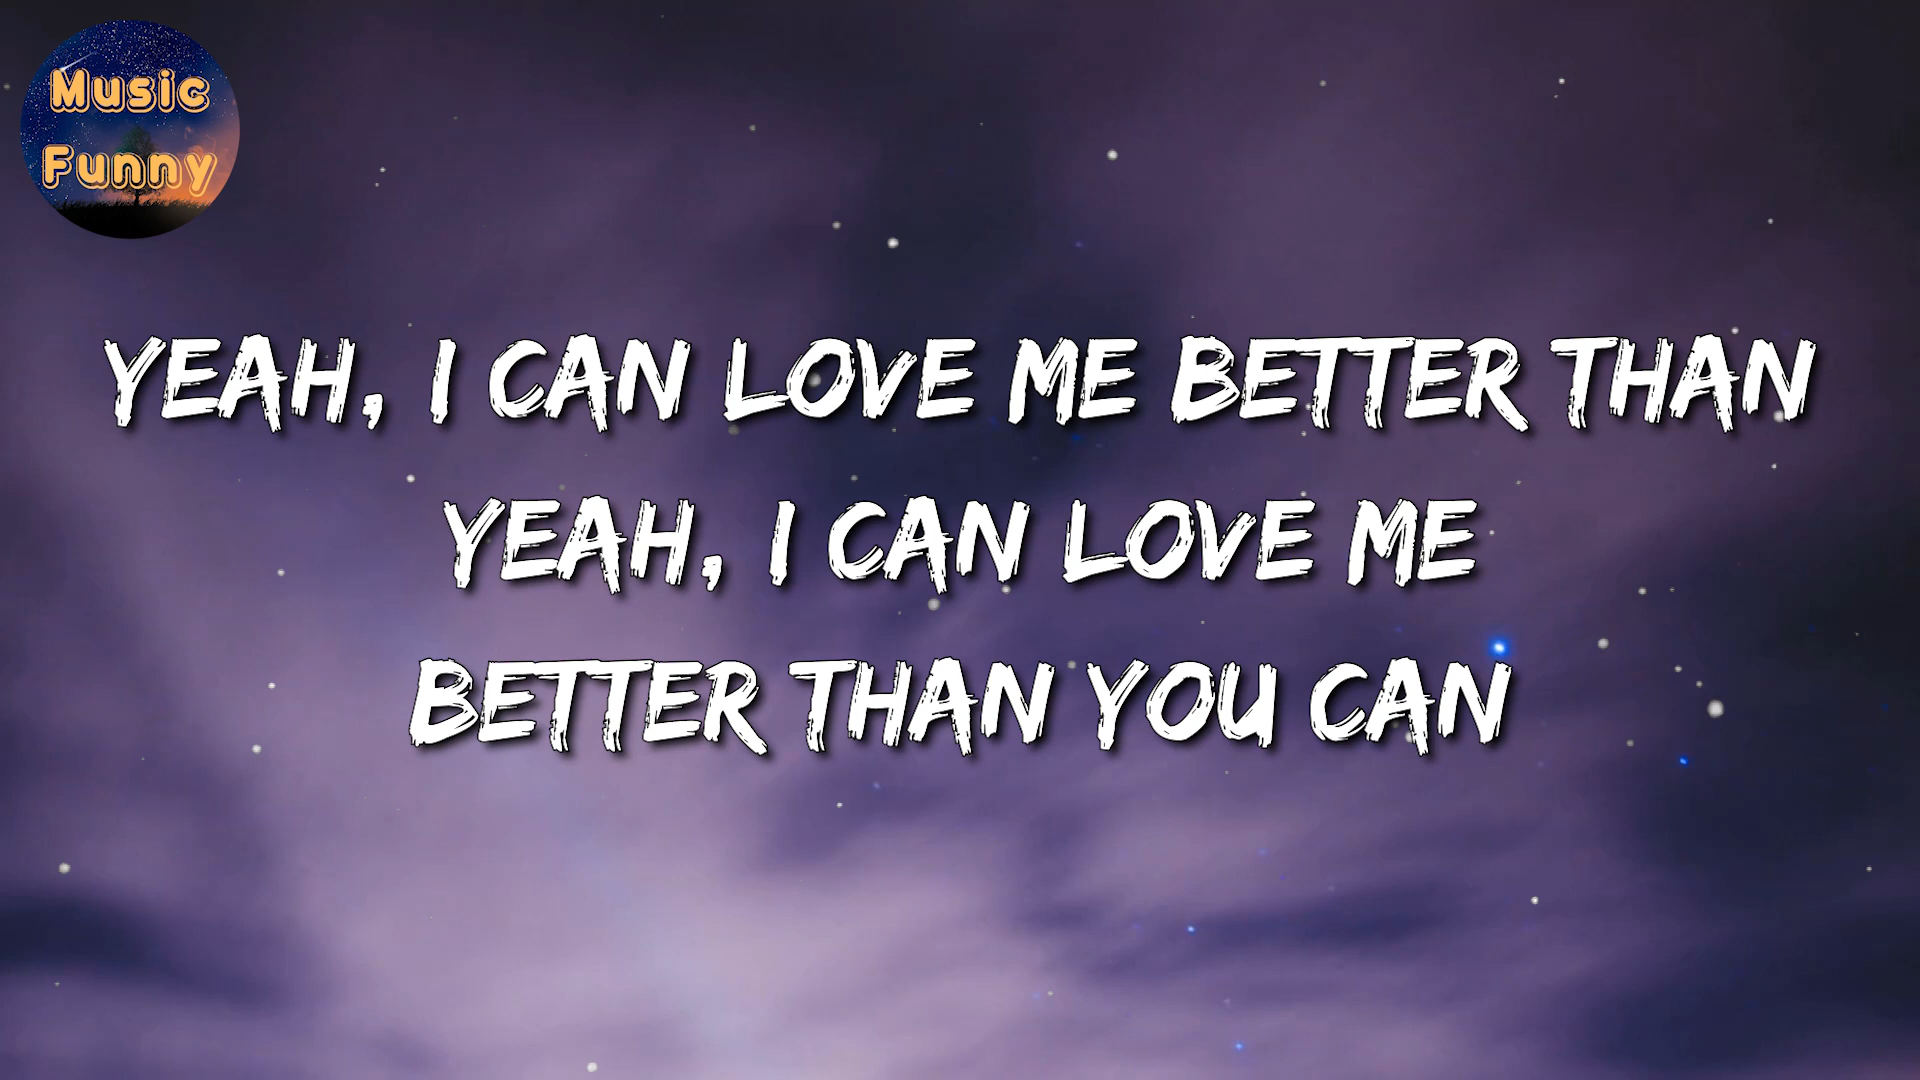 Music
Funny
YEAH, I CAN LOVE ME BETTER THAN
YEAH, I CAN LOVE ME
BETTER THAN YOU CAN